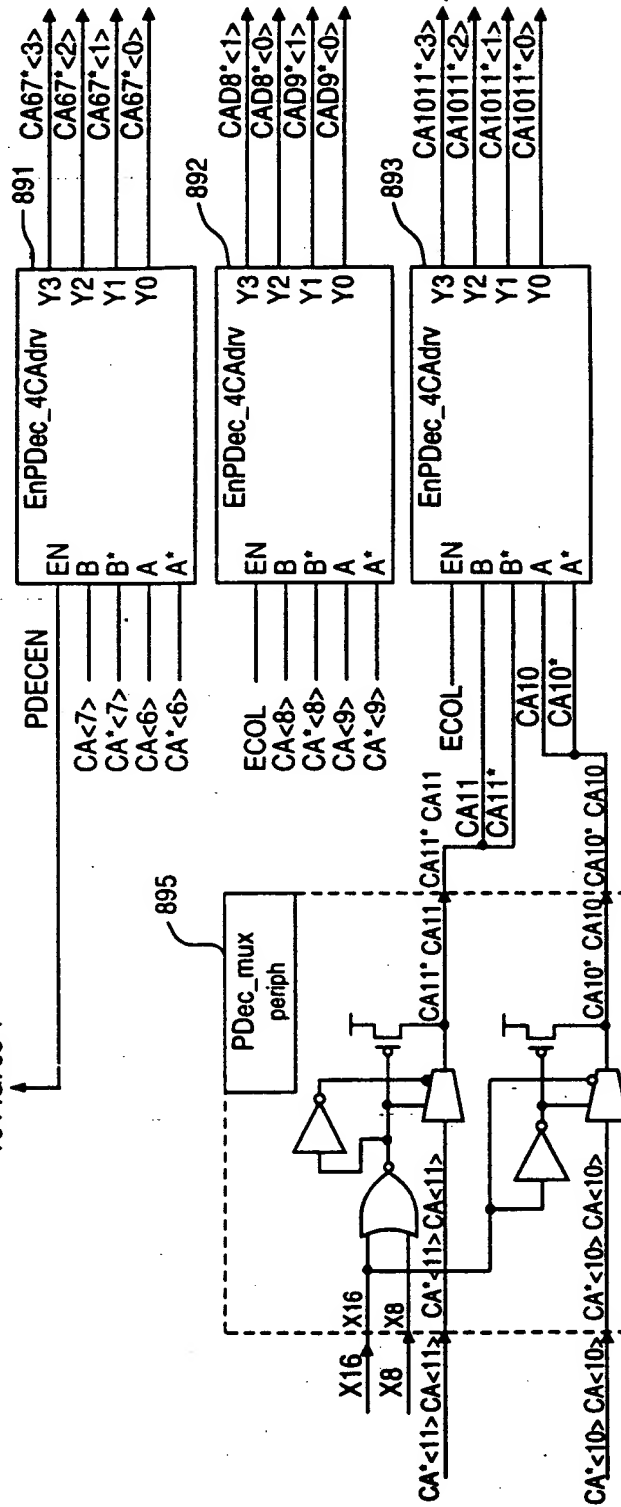 CA67*<3>
CA67*<2>
CA67*<1>
CA67*<0>
891
PDECEN
EN
B
B*
A
A*
EnPDec_4CAdrv
Y3
Y2
Y1
Y0
CA<7>
CA*<7>
CA<6>
CA*<6>
CAD8*<1>
CAD8*<0>
CAD9*<1>
CAD9*<0>
892
EN
B
B*
A
A*
EnPDec_4CAdrv
Y3
Y2
Y1
Y0
ECOL
CA<8>
CA*<8>
CA<9>
CA*<9>
CA1011*<3>
CA1011*<2>
CA1011*<1>
CA1011*<0>
893
EN
B
B*
A
A*
EnPDec_4CAdrv
Y3
Y2
Y1
Y0
ECOL
CA11
CA11*
CA10
CA10*
895
PDec_mux
periph
X16
X16
X8
X8
CA*<11> CA<11>
CA*<11> CA<11>
CA11* CA11
CA11* CA11
CA*<10> CA<10>
CA*<10> CA<10>
CA10* CA10
CA10* CA10